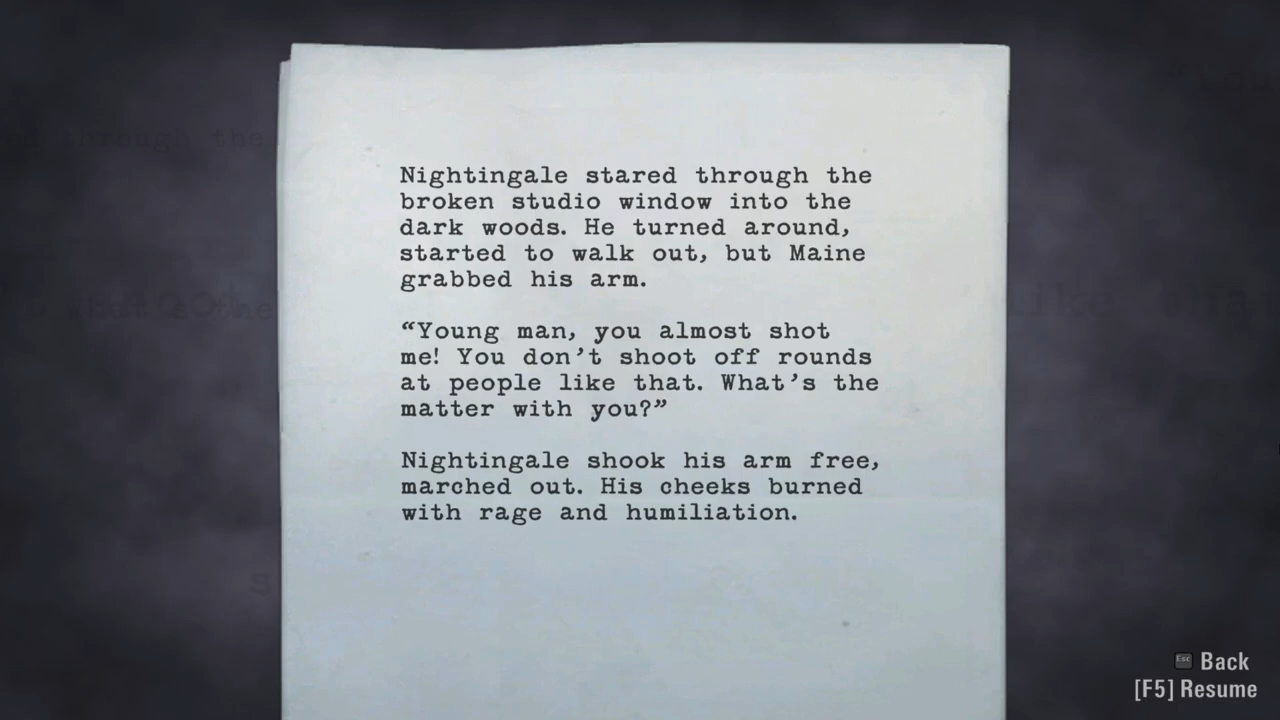 Nightingale stared through the
broken studio window into the
dark woods. He turned around,
started to walk out, but Maine
grabbed his arm.
“Young man, you almost shot
me! You don’t shoot off rounds
at people like that. What’s the
matter with you?”
Nightingale shook his arm free,
marched out. His cheeks burned
with rage and humiliation.
Esc Back
[F5] Resume